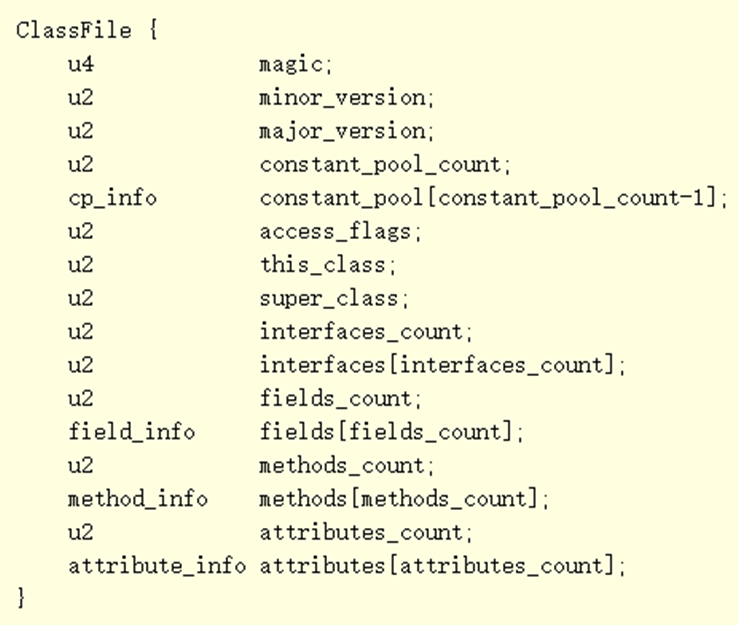 ClassFile {
u4 magic;
u2 minor_version;
u2 major_version;
u2 constant_pool_count;
cp_info constant_pool[constant_pool_count-1];
u2 access_flags;
u2 this_class;
u2 super_class;
u2 interfaces_count;
u2 interfaces[interfaces_count];
u2 fields_count;
field_info fields[fields_count];
u2 methods_count;
method_info methods[methods_count];
u2 attributes_count;
attribute_info attributes[attributes_count];
}